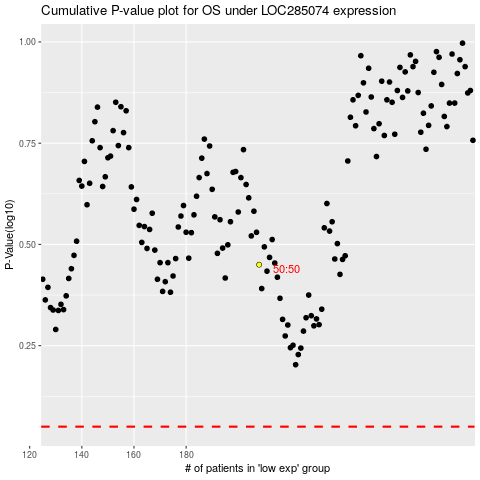 Cumulative P-value plot for OS under LOC285074 expression
P-Value(log10)
1.00
0.75
0.50
0.25
50:50
120 140 160 180
# of patients in 'low exp' group